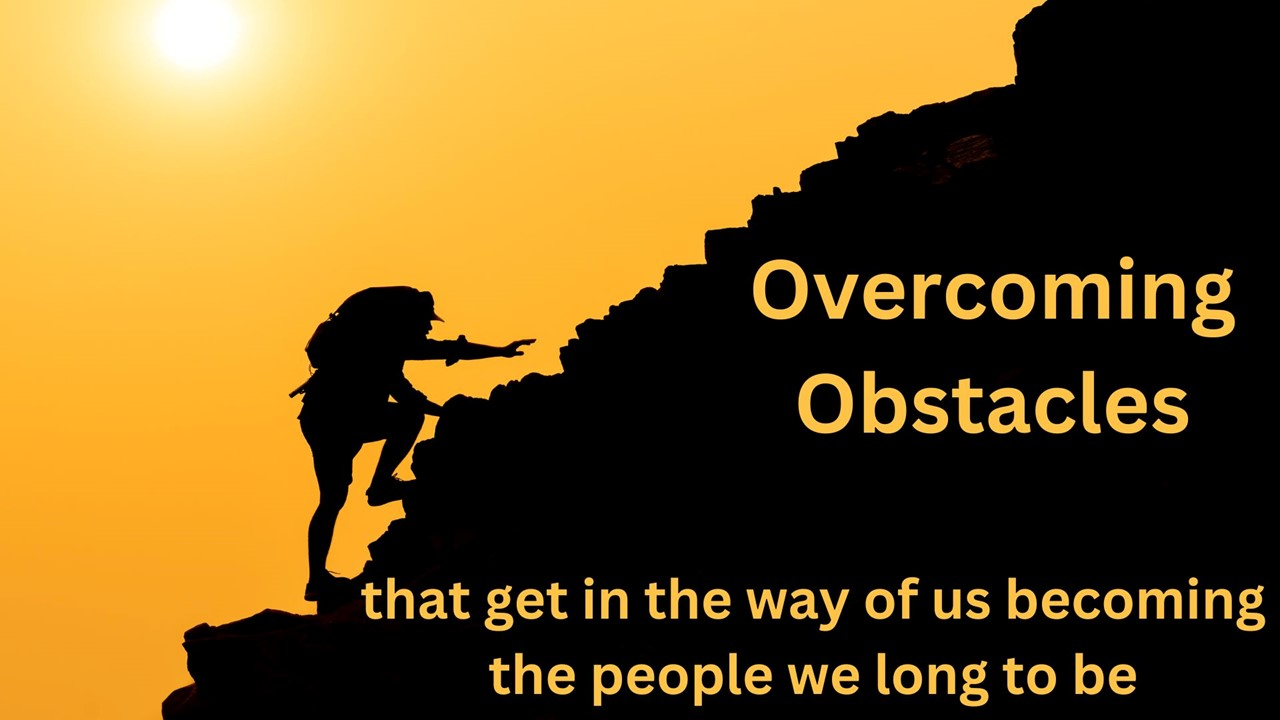 Overcoming
Obstacles
that get in the way of us becoming
the people we long to be